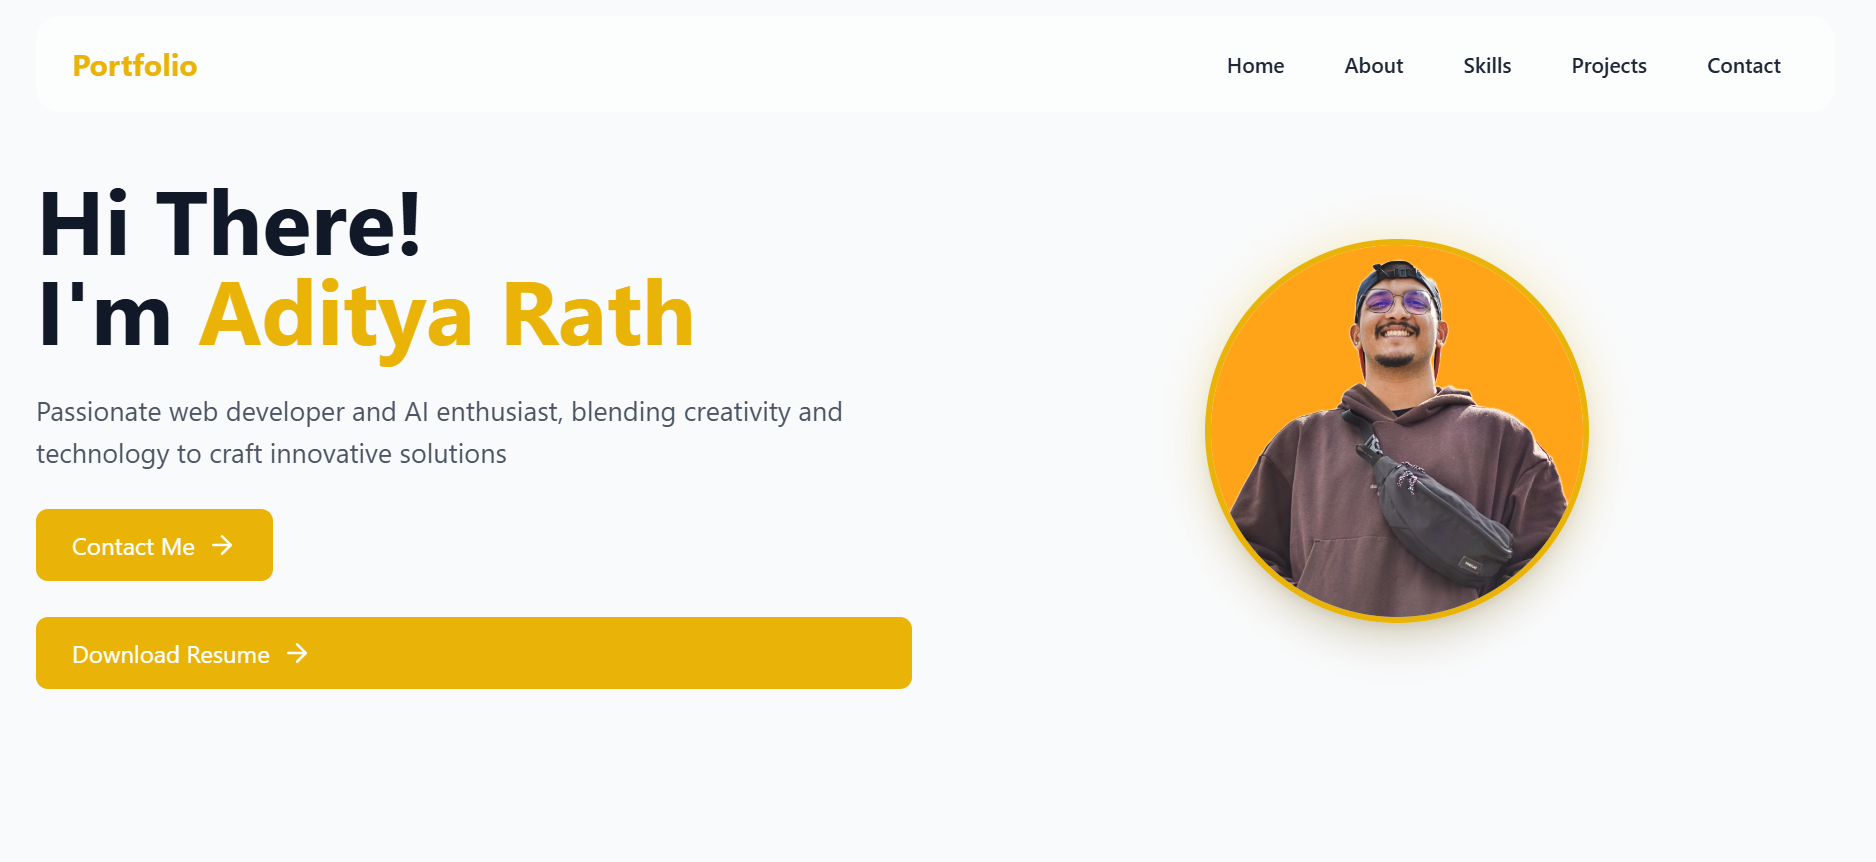 Portfolio
Home About Skills Projects Contact
Hi There!
I'm Aditya Rath
Passionate web developer and AI enthusiast, blending creativity and
technology to craft innovative solutions
Contact Me
Download Resume